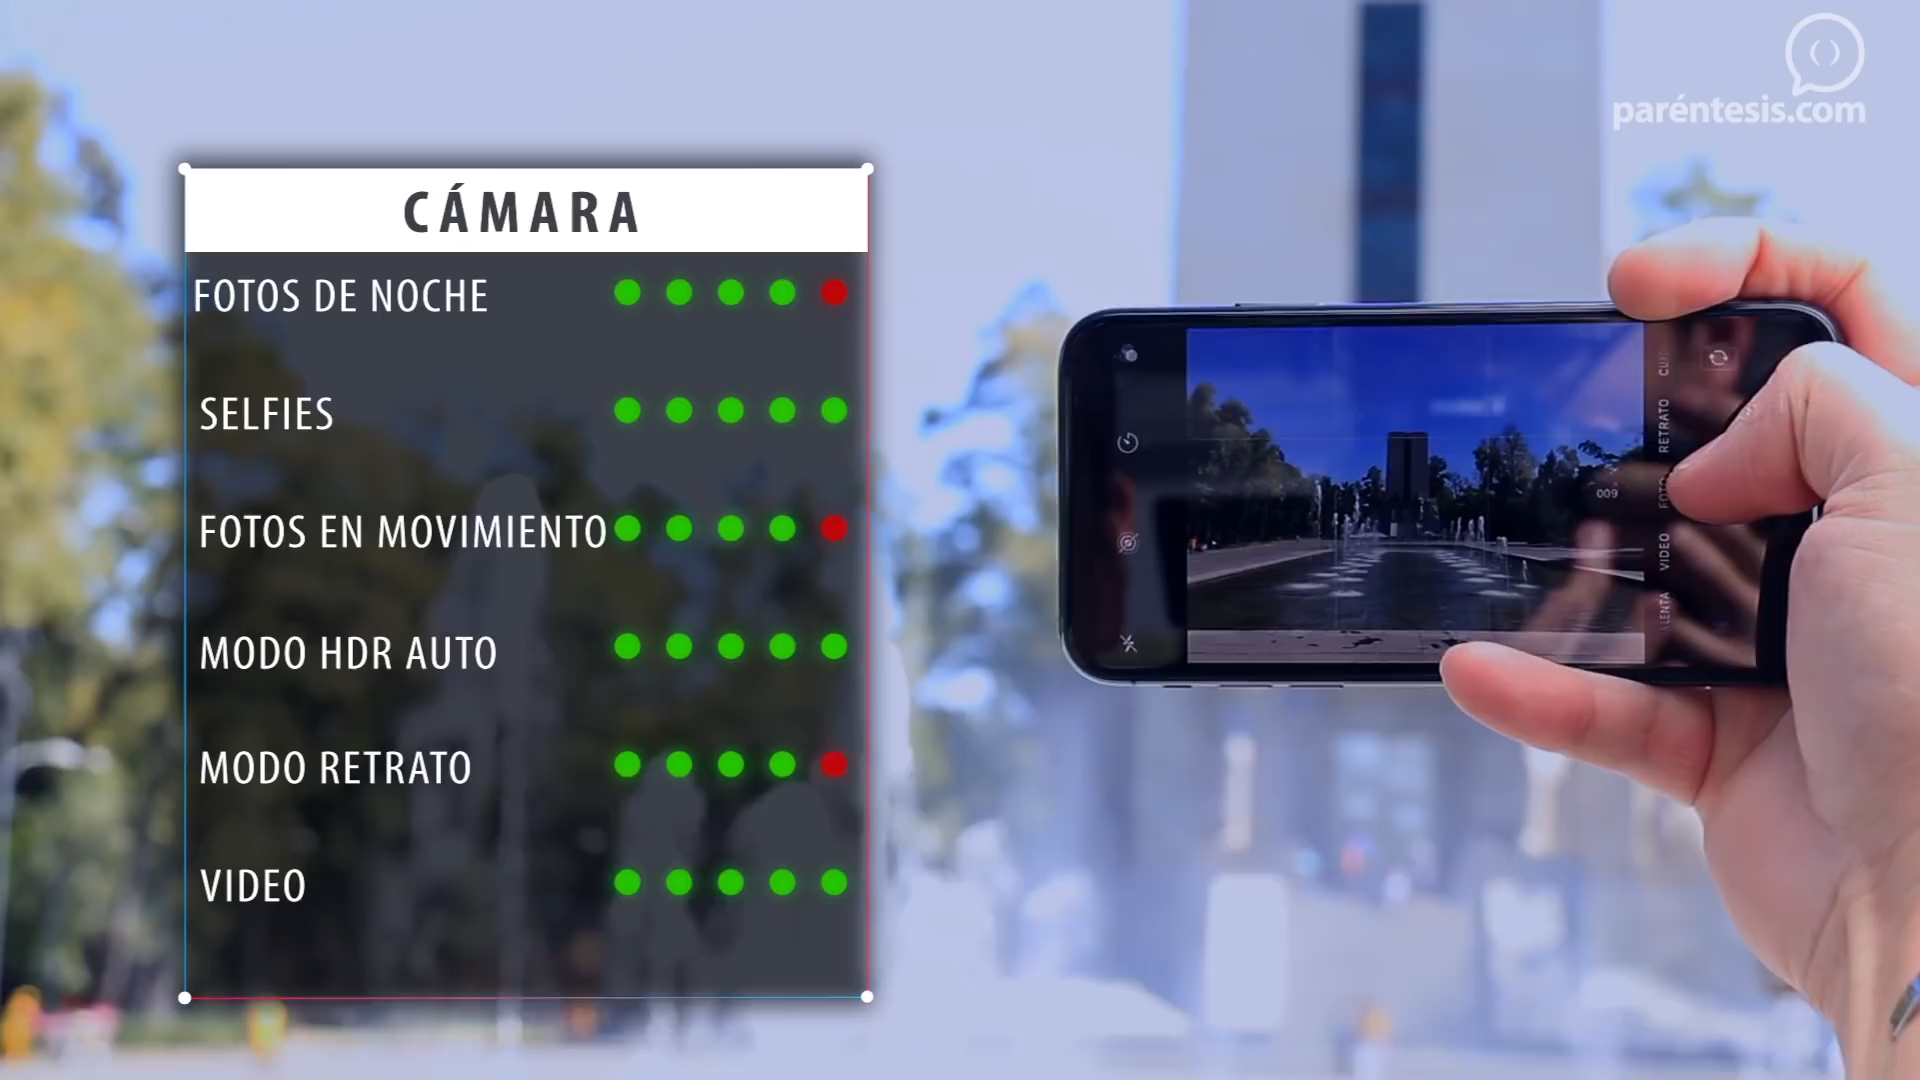 paréntesis.com
CÁMARA
FOTOS DE NOCHE
SELFIES
FOTOS EN MOVIMIENTO
MODO HDR AUTO
MODO RETRATO
VIDEO
RETRATO
VIDEO